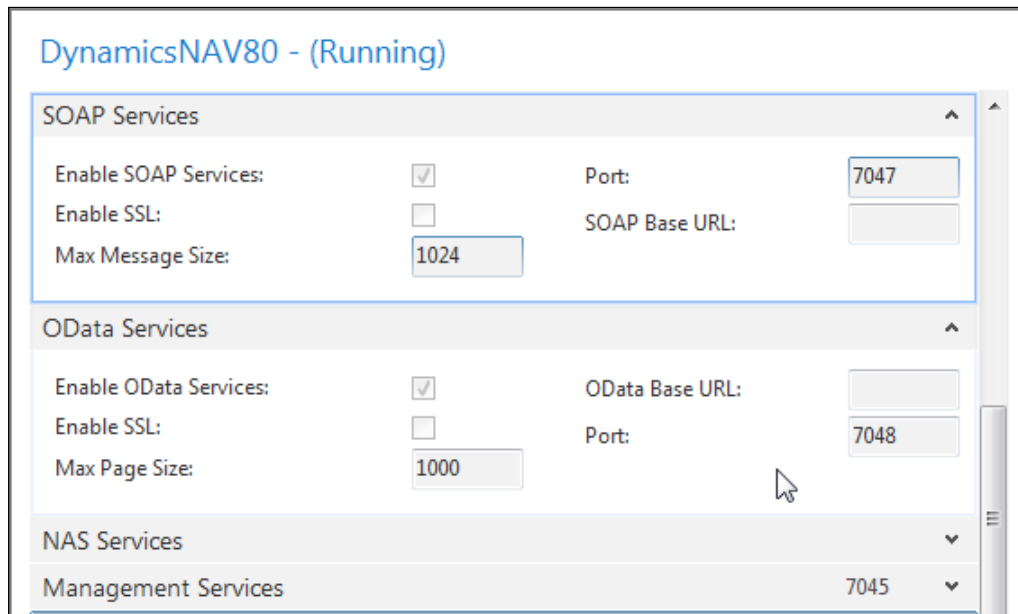 DynamicsNAV80 - (Running)
SOAP Services
Enable SOAP Services: Port: 7047
Enable SSL: SOAP Base URL:
Max Message Size: 1024
OData Services
Enable OData Services: OData Base URL:
Enable SSL: Port: 7048
Max Page Size: 1000
NAS Services
Management Services 7045